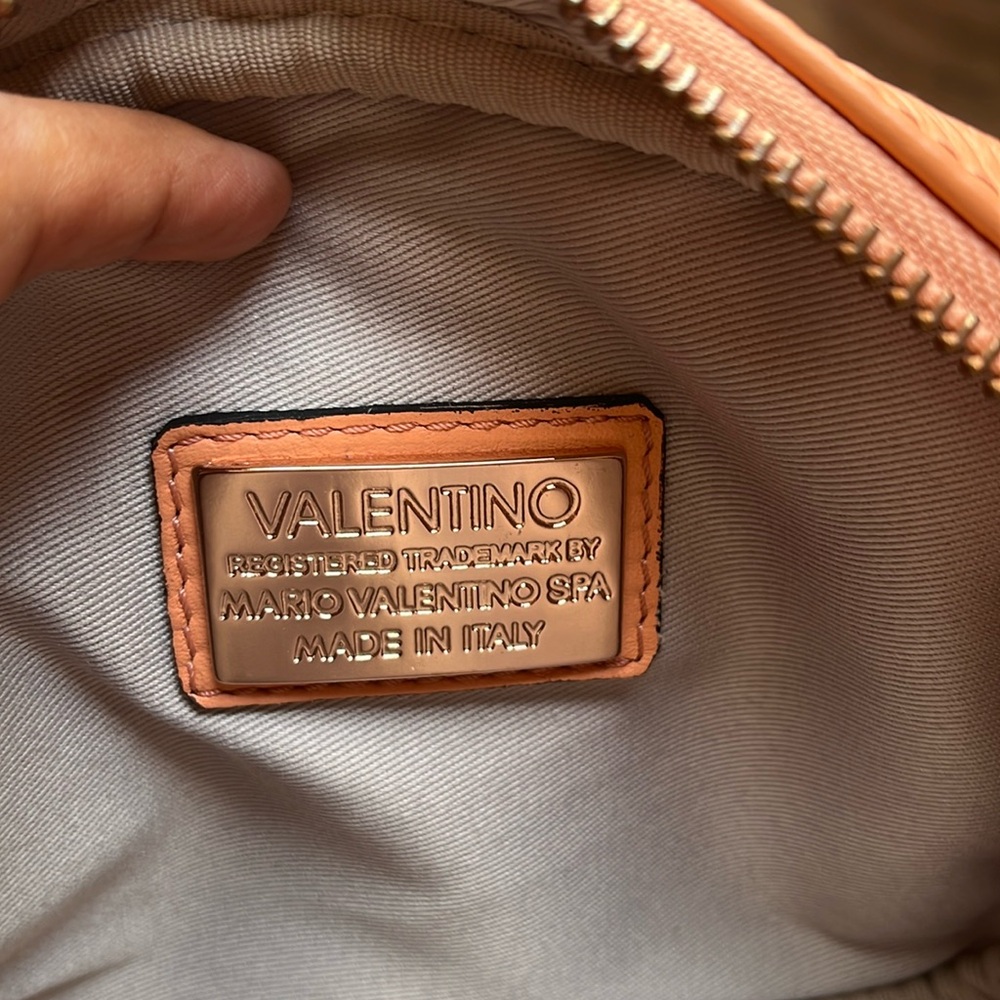 VALENTINO
REGISTERED TRADEMARK BY
MARIO VALENTINO SPA
MADE IN ITALY